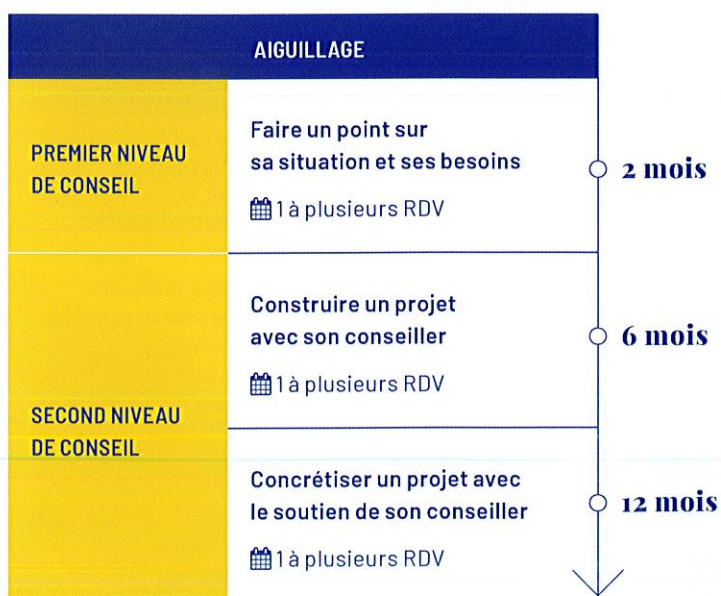 AIGUILLAGE
PREMIER NIVEAU
DE CONSEIL
Faire un point sur
sa situation et ses besoins
1 à plusieurs RDV
2 mois
SECOND NIVEAU
DE CONSEIL
Construire un projet
avec son conseiller
1 à plusieurs RDV
6 mois
Concrétiser un projet avec
le soutien de son conseiller
1 à plusieurs RDV
12 mois